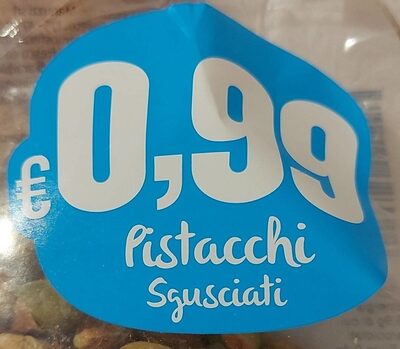 €0,99
Pistacchi
Sgusciati